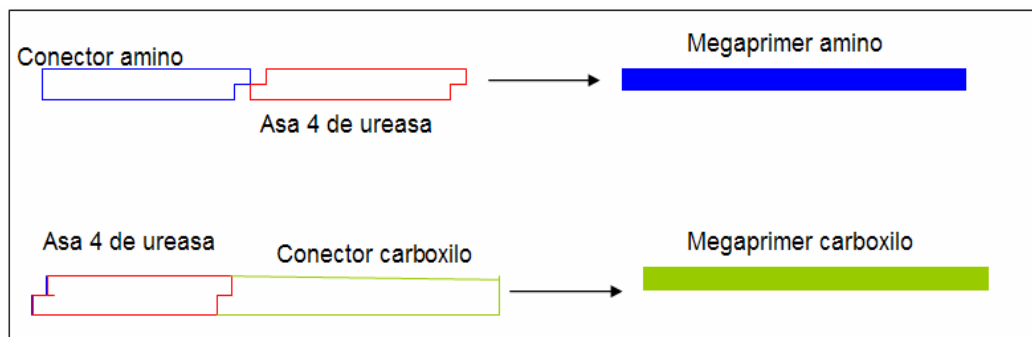 Conector amino
Megaprimer amino
Asa 4 de ureasa
Asa 4 de ureasa
Conector carboxilo
Megaprimer carboxilo